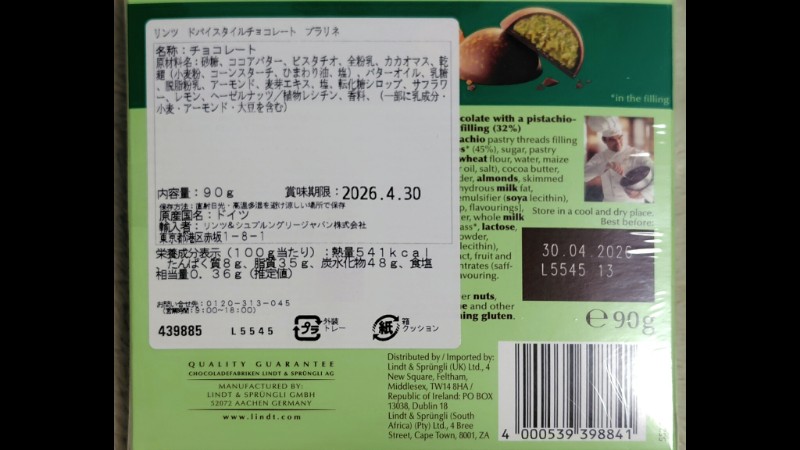 リンツ ドバイスタイルチョコレート プラリネ
名称：チョコレート
原材料名：砂糖、ココアバター、ピスタチオ、全粉乳、カカオマス、乾
麺（小麦粉、コーンスターチ、ひまわり油、塩）、バターオイル、乳糖
、脱脂粉乳、アーモンド、麦芽エキス、塩、転化糖シロップ、サフラワ
ー、レモン、ヘーゼルナッツ／植物レシチン、香料、（一部に乳成分・
小麦・アーモンド・大豆を含む）
内容量：90g 賞味期限：2026.4.30
保存方法：直射日光・高温多湿を避け涼しい場所で保存
原産国名：ドイツ
輸入者：リンツ&シュプルングリージャパン株式会社
東京都港区赤坂1-8-1
栄養成分表示（100g当たり）：熱量541kcal
、たんぱく質8g、脂質35g、炭水化物48g、食塩
相当量0.36g（推定値）
お問い合せ先：0120-313-045
（営業時間：9:00-18:00）
439885 L5545 プラ 外装 トレー 紙 箱 クッション
*in the filling
colate with a pistachio-
filling (32%)
tachio pastry threads filling
s* (45%), sugar, pastry
wheat flour, water, maize
r oil, salt), cocoa butter,
der, almonds, skimmed
hydrous milk fat,
emulsifier (soya lecithin),
p, flavourings],
er, whole milk
ass*, lactose,
owder,
lecithin),
act, fruit and
ntrates (saff-
avouring.
er nuts,
e and other
ning gluten.
Store in a cool and dry place.
Best before:
30.04.2026
L5545 13
℮90g
QUALITY GUARANTEE
CHOCOLADEFABRIKEN LINDT & SPRÜNGLI AG
MANUFACTURED BY:
LINDT & SPRÜNGLI GMBH
52072 AACHEN GERMANY
www.lindt.com
Distributed by / Imported by:
Lindt & Sprüngli (UK) Ltd., 4
New Square, Feltham,
Middlesex, TW14 8HA /
Republic of Ireland: PO BOX
13038, Dublin 18
Lindt & Sprüngli (South
Africa) (Pty) Ltd., 4 Bree
Street, Cape Town, 8001, ZA
4 000539 398841